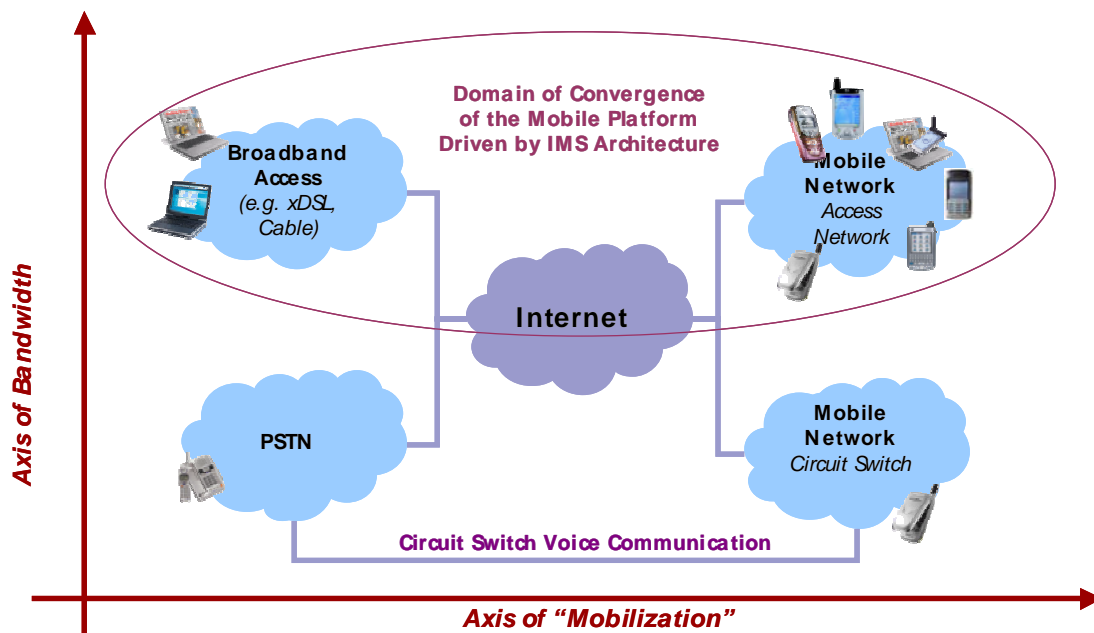 Domain of Convergence
of the Mobile Platform
Driven by IMS Architecture
Broadband
Access
(e.g. xDSL,
Cable)
Mobile
Network
Access
Network
Internet
PSTN
Mobile
Network
Circuit Switch
Circuit Switch Voice Communication
Axis of Bandwidth
Axis of “Mobilization”